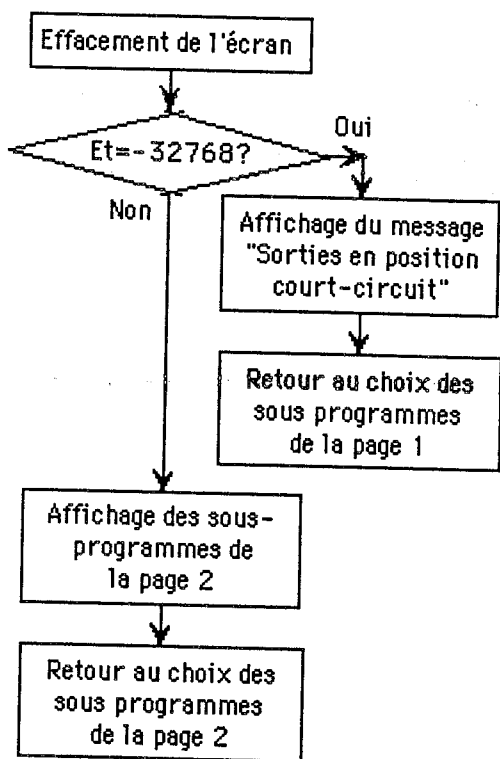 Effacement de l'écran
Et=-32768?
Oui
Non
Affichage du message
"Sorties en position
court-circuit"
Retour au choix des
sous programmes
de la page 1
Affichage des sous-
programmes de
la page 2
Retour au choix des
sous programmes
de la page 2